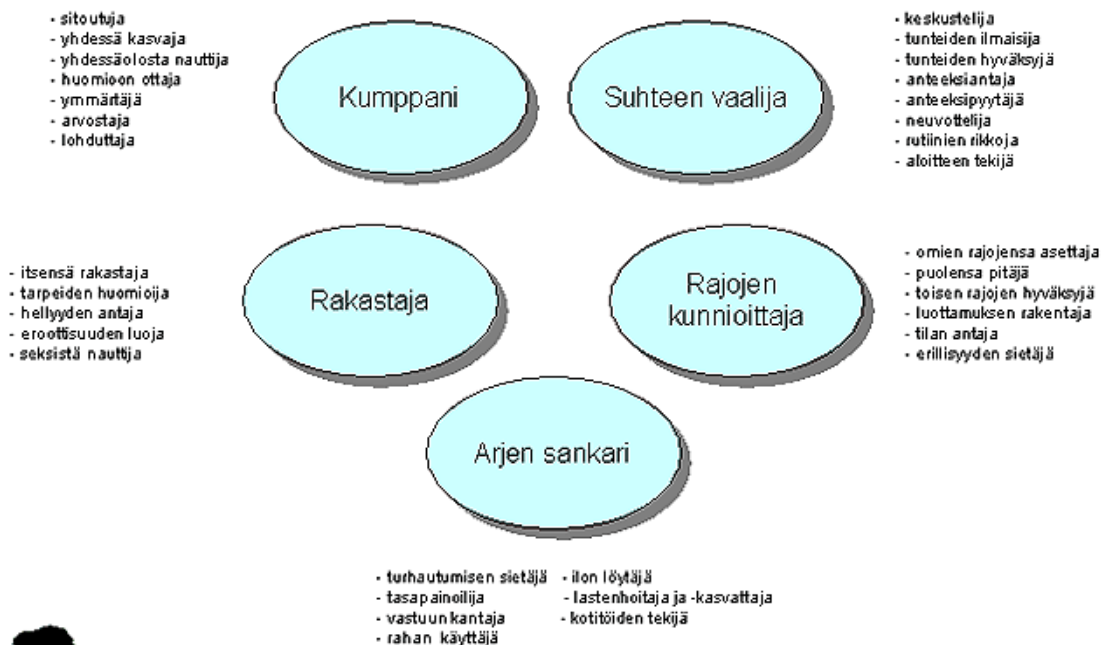 - sitoutuja
- yhdessä kasvaja
- yhdessäolosta nauttija
- huomioon ottaja
- ymmärtäjä
- arvostaja
- lohduttaja
Kumppani
Suhteen vaalija
- keskustelija
- tunteiden ilmaisija
- tunteiden hyväksyjä
- anteeksiantaja
- anteeksipyytäjä
- neuvottelija
- rutiinien rikkoja
- aloitteen tekijä
- itsensä rakastaja
- tarpeiden huomioija
- hellyyden antaja
- eroottisuuden luoja
- seksistä nauttija
Rakastaja
Rajojen
kunnioittaja
- omien rajojensa asettaja
- puolensa pitäjä
- toisen rajojen hyväksyjä
- luottamuksen rakentaja
- tilan antaja
- erillisyyden sietäjä
Arjen sankari
- turhautumisen sietäjä
- tasapainoilija
- vastuunkantaja
- rahan käyttäjä
- ilon löytäjä
- lastenhoitaja ja -kasvattaja
- kotitöiden tekijä